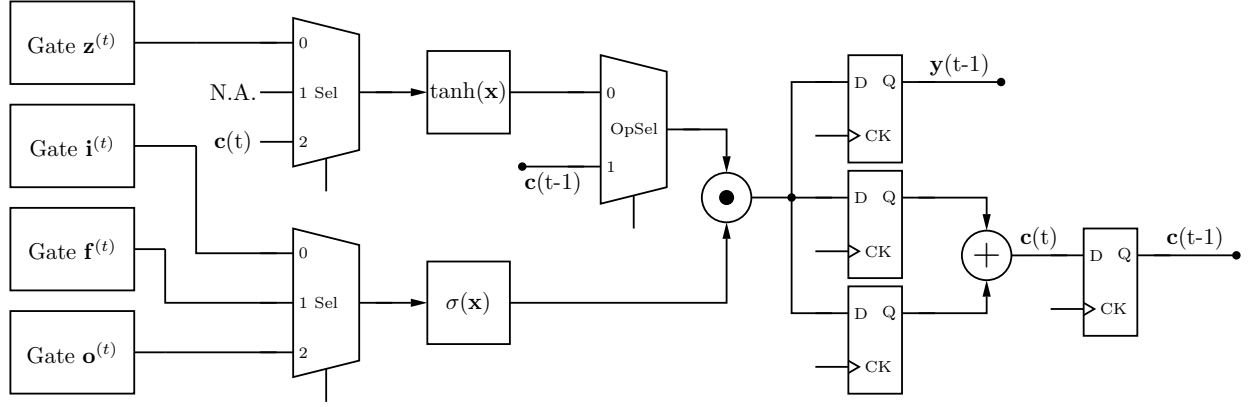 Gate z^(t)
0
N.A.
1 Sel
c(t)
2
tanh(x)
0
OpSel
1
c(t-1)
Gate i^(t)
Gate f^(t)
Gate o^(t)
0
1 Sel
2
σ(x)
D Q
CK
y(t-1)
D Q
CK
D Q
CK
+
c(t)
D Q
CK
c(t-1)